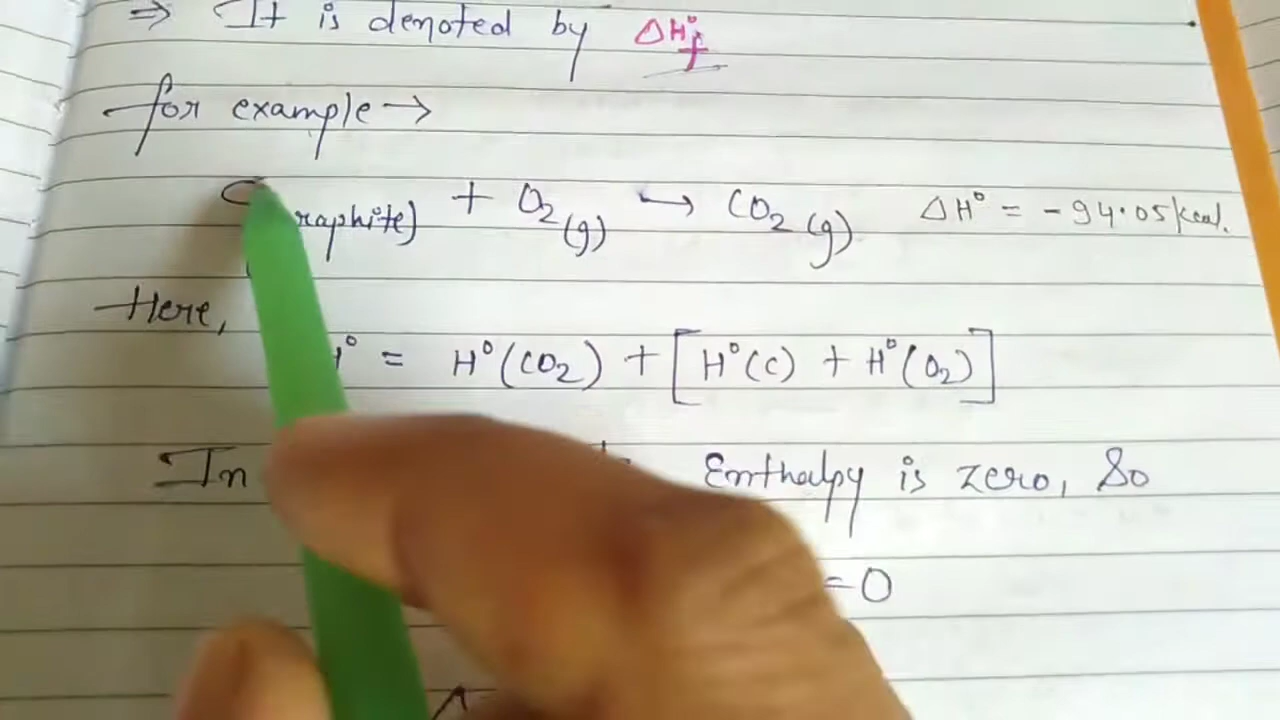 ⇒ It is denoted by ΔH°f
for example →
raphite) + O₂(g) → CO₂(g) ΔH° = -94.05 kcal.
Here,
H° = H°(CO₂) + [H°(C) + H°(O₂)]
In Enthalpy is zero, So
= 0